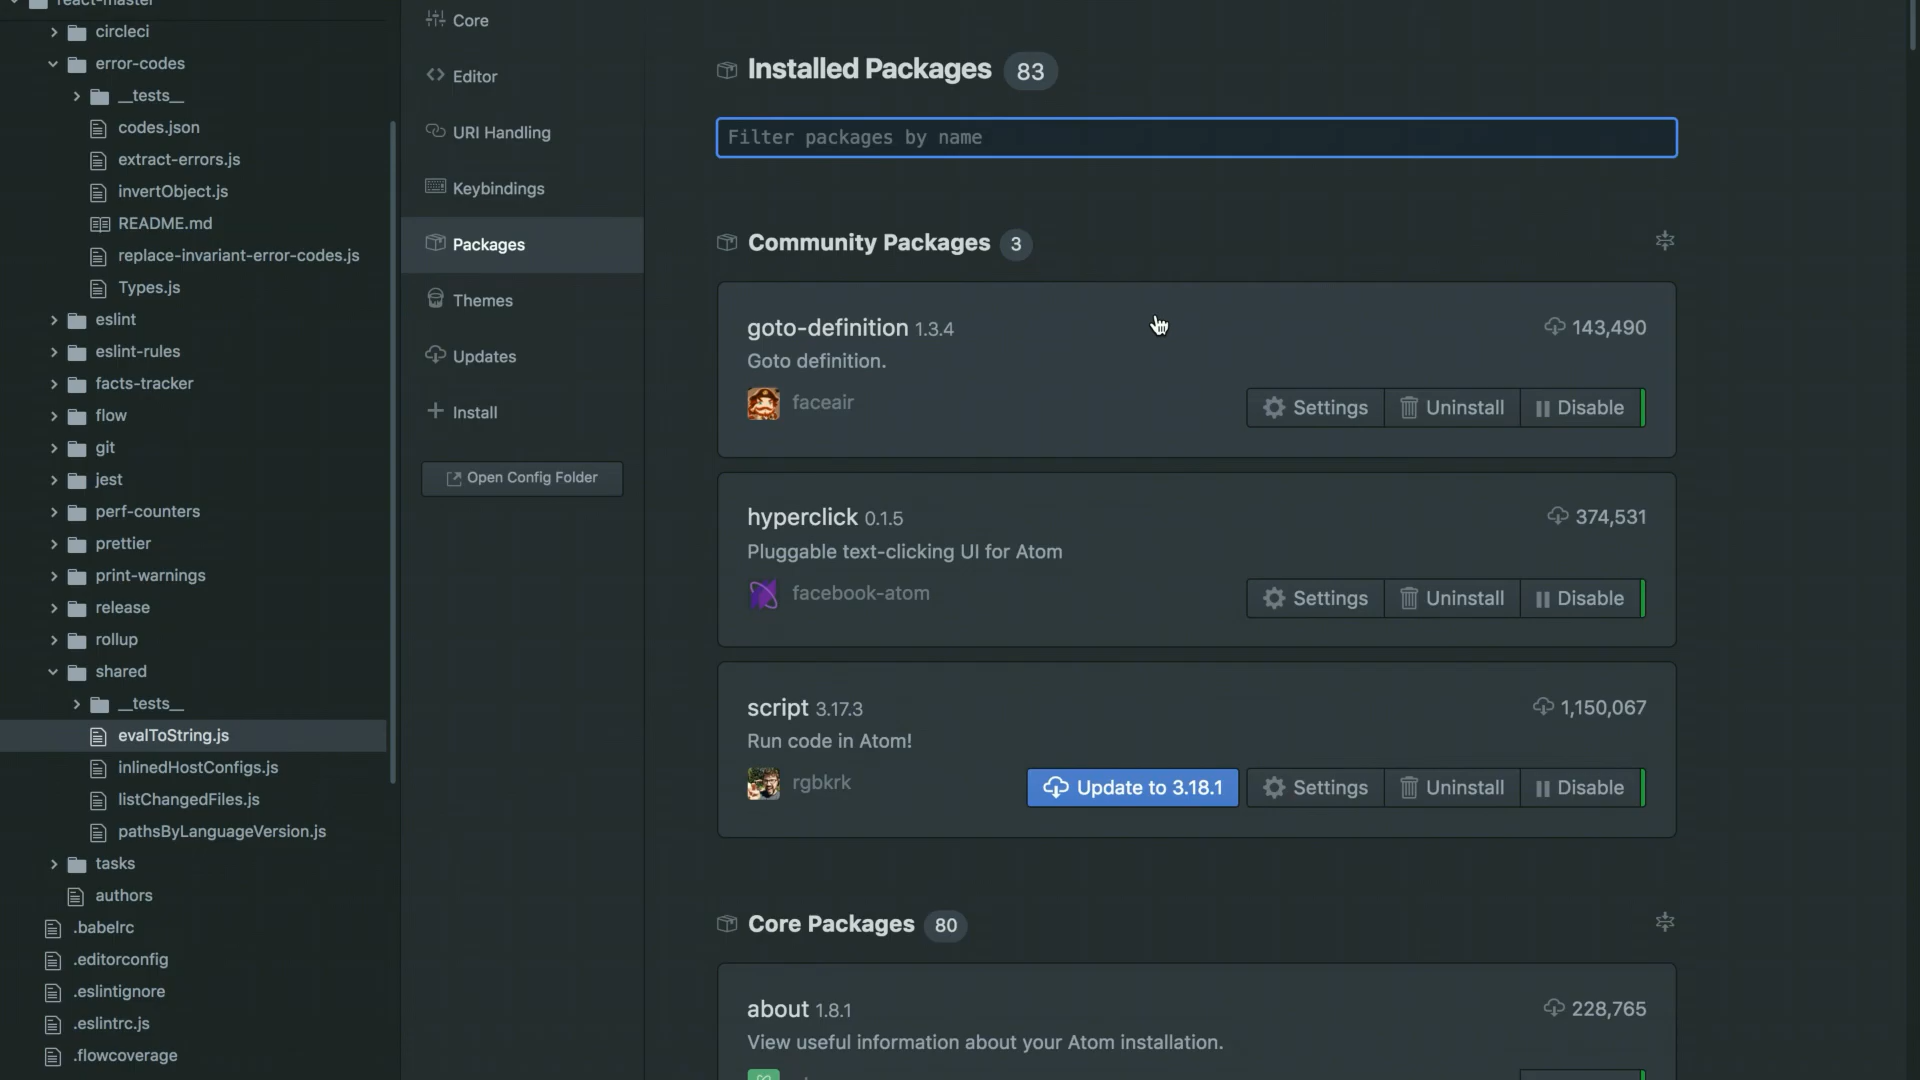 react-master
circleci
error-codes
__tests__
codes.json
extract-errors.js
invertObject.js
README.md
replace-invariant-error-codes.js
Types.js
eslint
eslint-rules
facts-tracker
flow
git
jest
perf-counters
prettier
print-warnings
release
rollup
shared
__tests__
evalToString.js
inlinedHostConfigs.js
listChangedFiles.js
pathsByLanguageVersion.js
tasks
authors
.babelrc
.editorconfig
.eslintignore
.eslintrc.js
.flowcoverage
Core
Editor
URI Handling
Keybindings
Packages
Themes
Updates
Install
Open Config Folder
Installed Packages 83
Filter packages by name
Community Packages 3
goto-definition 1.3.4 143,490
Goto definition.
faceair Settings Uninstall Disable
hyperclick 0.1.5 374,531
Pluggable text-clicking UI for Atom
facebook-atom Settings Uninstall Disable
script 3.17.3 1,150,067
Run code in Atom!
rgbkrk Update to 3.18.1 Settings Uninstall Disable
Core Packages 80
about 1.8.1 228,765
View useful information about your Atom installation.